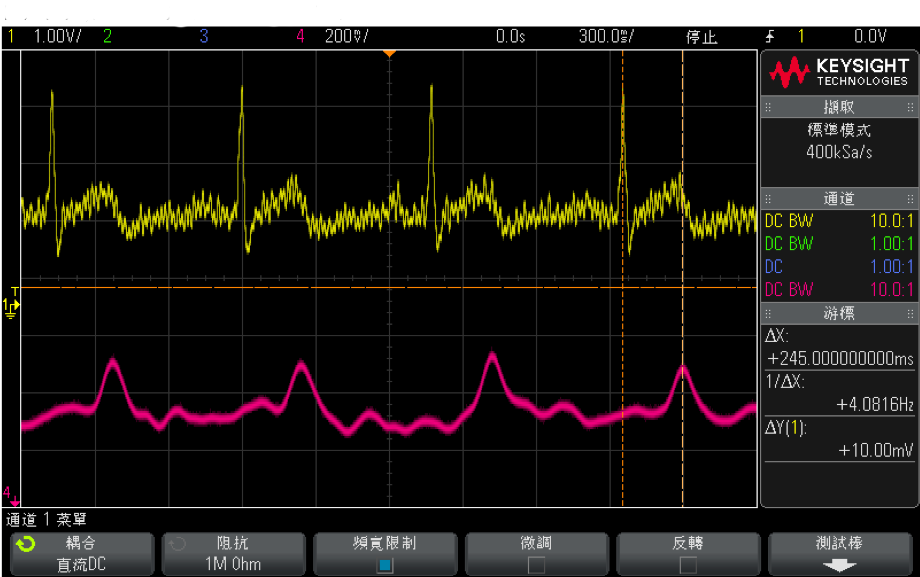 1 1.00V/ 2 3 4 200V/ 0.0s 300.0ms/ 停止 1 0.0V
KEYSIGHT
TECHNOLOGIES
擷取
標準模式
400kSa/s
通道
DC BW 10.0:1
DC BW 1.00:1
DC 1.00:1
DC BW 10.0:1
游標
ΔX:
+245.000000000ms
1/ΔX:
+4.0816Hz
ΔY(1):
+10.00mV
T
1
4
通道 1 菜單
耦合 阻抗 頻寬限制 微調 反轉 測試棒
直流DC 1M Ohm